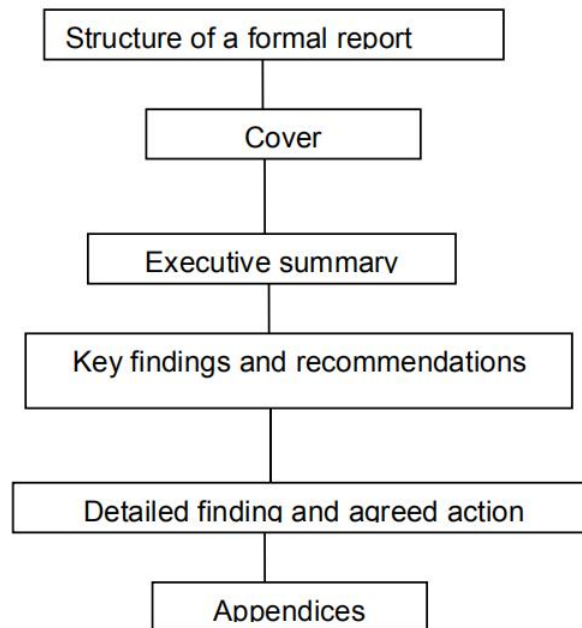 Structure of a formal report
Cover
Executive summary
Key findings and recommendations
Detailed finding and agreed action
Appendices